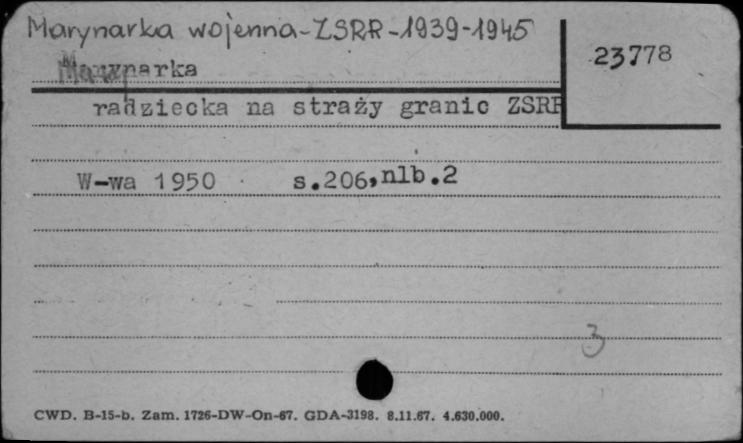 Marynarka wojenna-ZSRR-1939-1945
23778
Marynarka
radziecka na straży granic ZSRR
W-wa 1950 s.206,nlb.2
3
CWD. B-15-b. Zam. 1726-DW-On-67. GDA-3198. 8.11.67. 4.630.000.